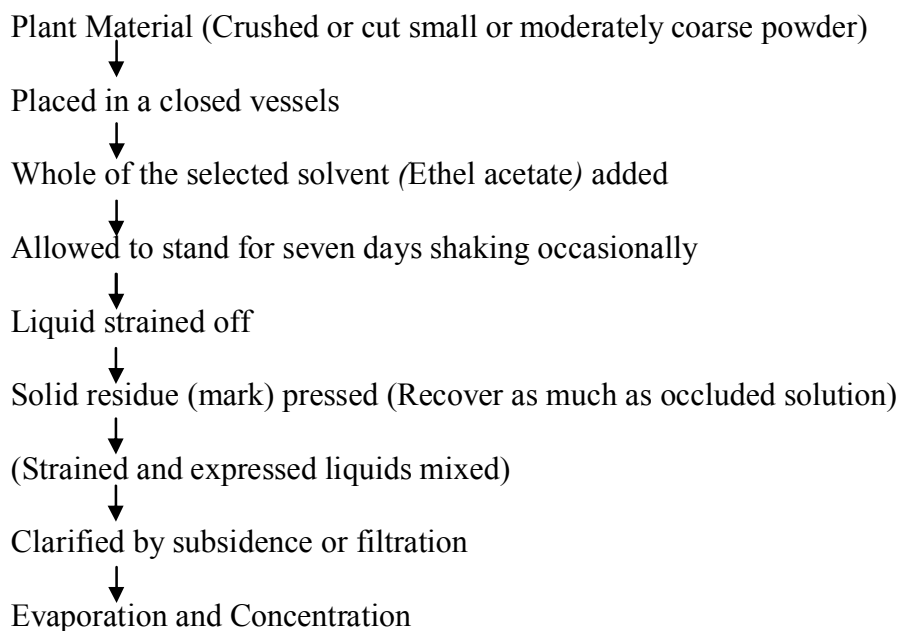 Plant Material (Crushed or cut small or moderately coarse powder)
Placed in a closed vessels
Whole of the selected solvent (Ethel acetate) added
Allowed to stand for seven days shaking occasionally
Liquid strained off
Solid residue (mark) pressed (Recover as much as occluded solution)
(Strained and expressed liquids mixed)
Clarified by subsidence or filtration
Evaporation and Concentration